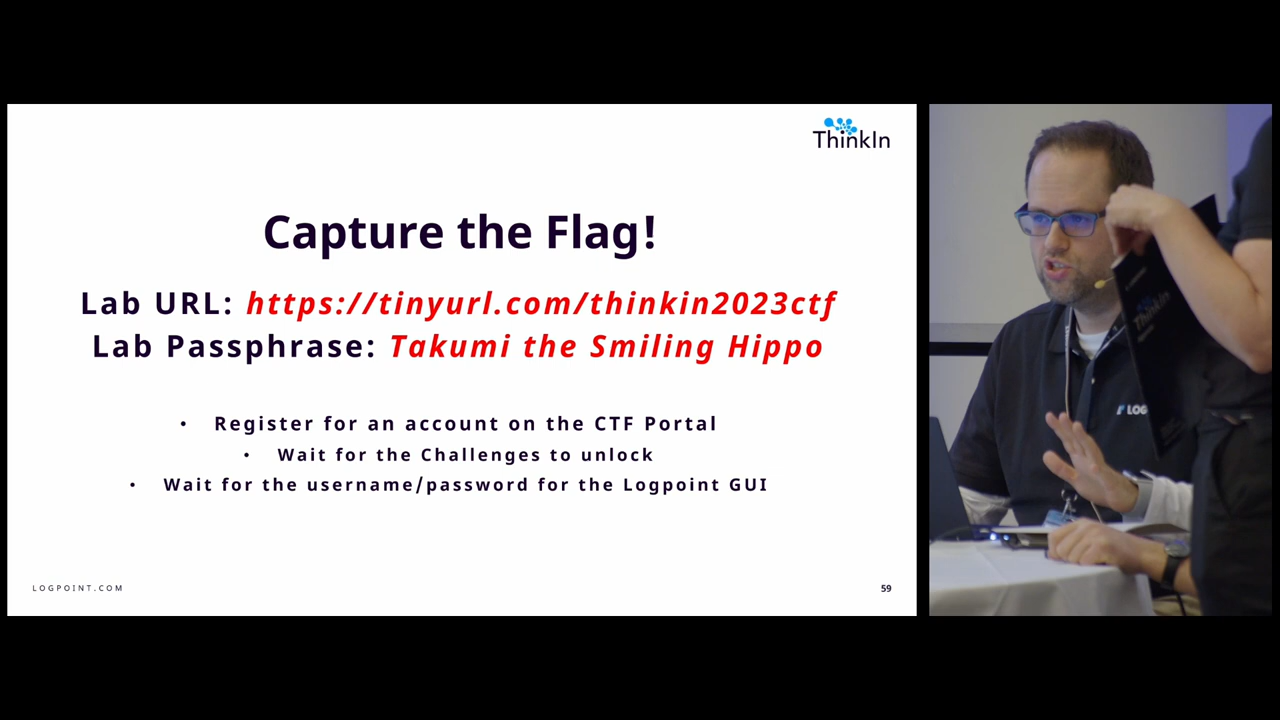 ThinkIn
Capture the Flag!
Lab URL: https://tinyurl.com/thinkin2023ctf
Lab Passphrase: Takumi the Smiling Hippo
• Register for an account on the CTF Portal
• Wait for the Challenges to unlock
• Wait for the username/password for the Logpoint GUI
LOGPOINT.COM
59
LOG
ThinkIn